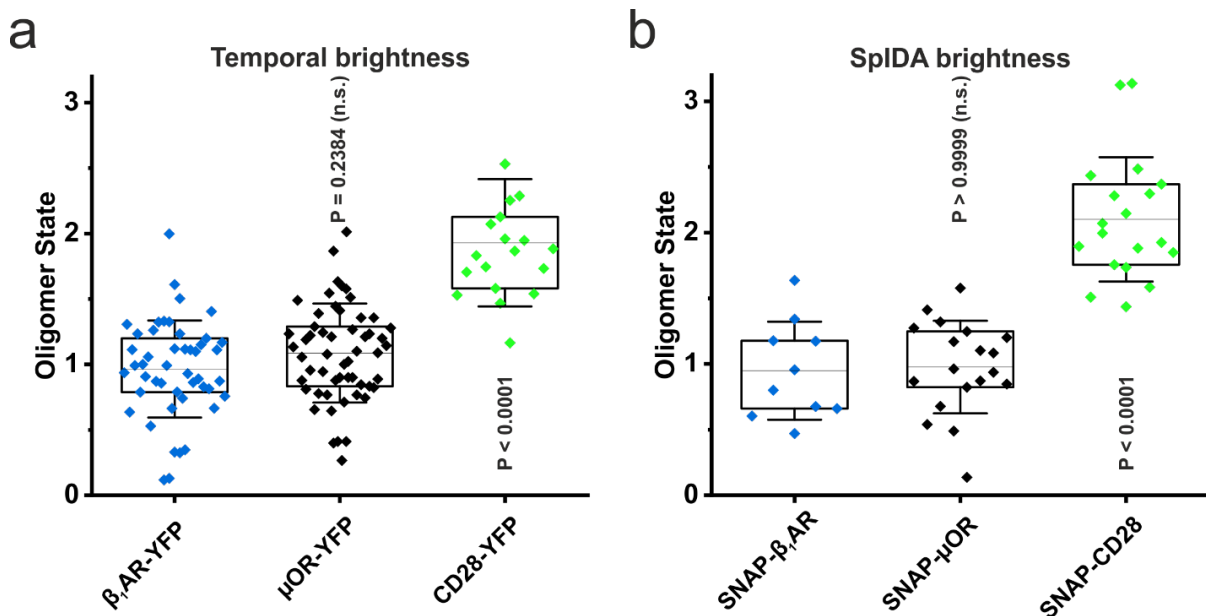 a
Temporal brightness
Oligomer State
3
2
1
0
P = 0.2384 (n.s.)
P < 0.0001
β₁AR-YFP
µOR-YFP
CD28-YFP
b
SpIDA brightness
Oligomer State
3
2
1
0
P > 0.9999 (n.s.)
P < 0.0001
SNAP-β₁AR
SNAP-µOR
SNAP-CD28